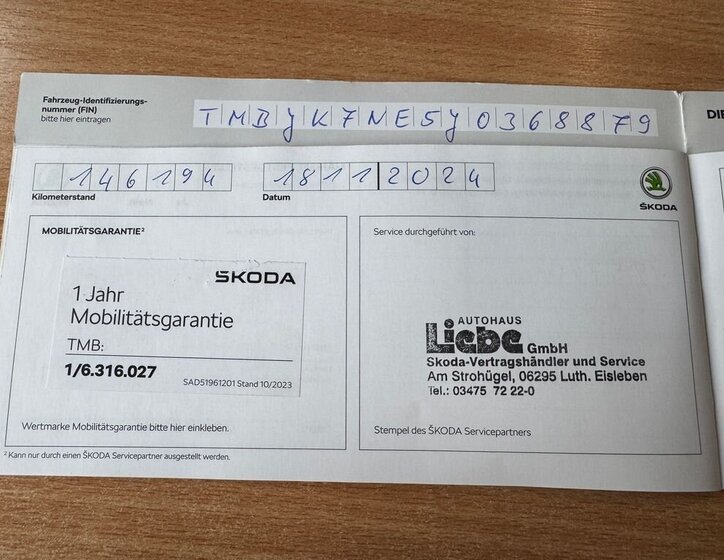 Fahrzeug-Identifizierungs-
nummer (FIN)
bitte hier eintragen
TMBJK7NE5J0368879
DIE
146194
18112024
Kilometerstand
Datum
ŠKODA
MOBILITÄTSGARANTIE²
Service durchgeführt von:
ŠKODA
1 Jahr
Mobilitätsgarantie
TMB:
1/6.316.027
SAD51961201 Stand 10/2023
AUTOHAUS
Liebe GmbH
Skoda-Vertragshändler und Service
Am Strohügel, 06295 Luth. Eisleben
Tel.: 03475 72 22-0
Wertmarke Mobilitätsgarantie bitte hier einkleben.
Stempel des ŠKODA Servicepartners
² Kann nur durch einen ŠKODA Servicepartner ausgestellt werden.